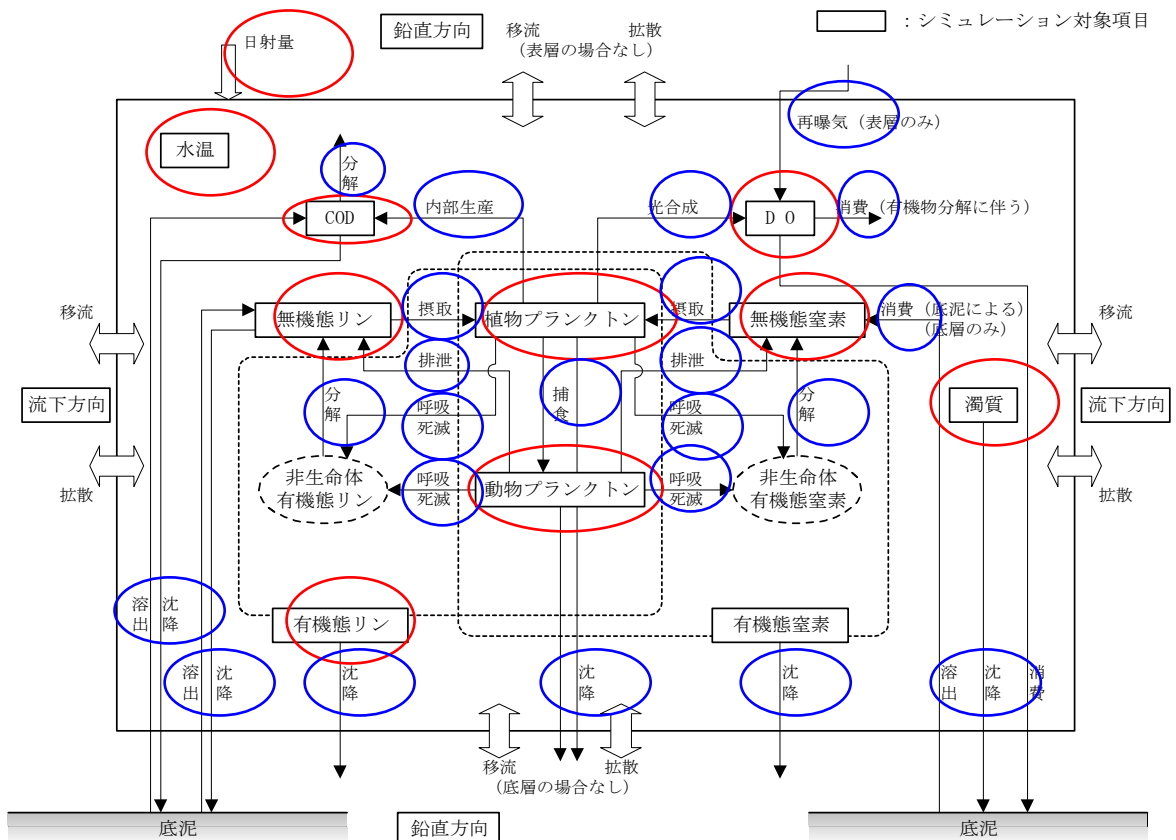 移流
拡散
(表層の場合なし)
鉛直方向
:シミュレーション対象項目
日射量
再曝気(表層のみ)
水温
分解
COD
内部生産
光合成
DO
消費(有機物分解に伴う)
移流
無機態リン
摂取
植物プランクトン
摂取
無機態窒素
消費(底泥による)
(底層のみ)
移流
排泄
排泄
流下方向
分解
呼吸
死滅
捕食
呼吸
死滅
分解
濁質
流下方向
拡散
非生命体
有機態リン
呼吸
死滅
動物プランクトン
呼吸
死滅
非生命体
有機態窒素
拡散
溶出
沈降
有機態リン
有機態窒素
溶出
沈降
沈降
沈降
沈降
溶出
沈降
消費
移流
拡散
(底層の場合なし)
底泥
鉛直方向
底泥